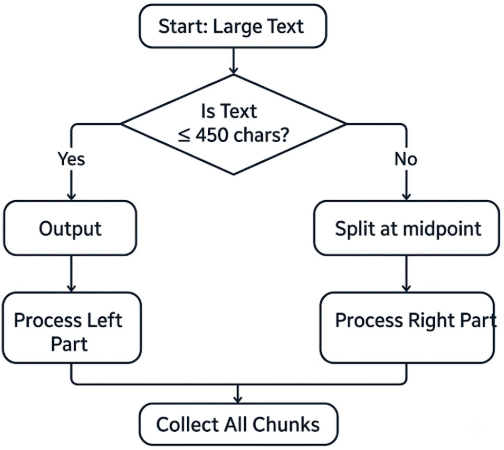 Start: Large Text
Is Text
≤ 450 chars?
Yes
No
Output
Split at midpoint
Process Left
Part
Process Right Part
Collect All Chunks